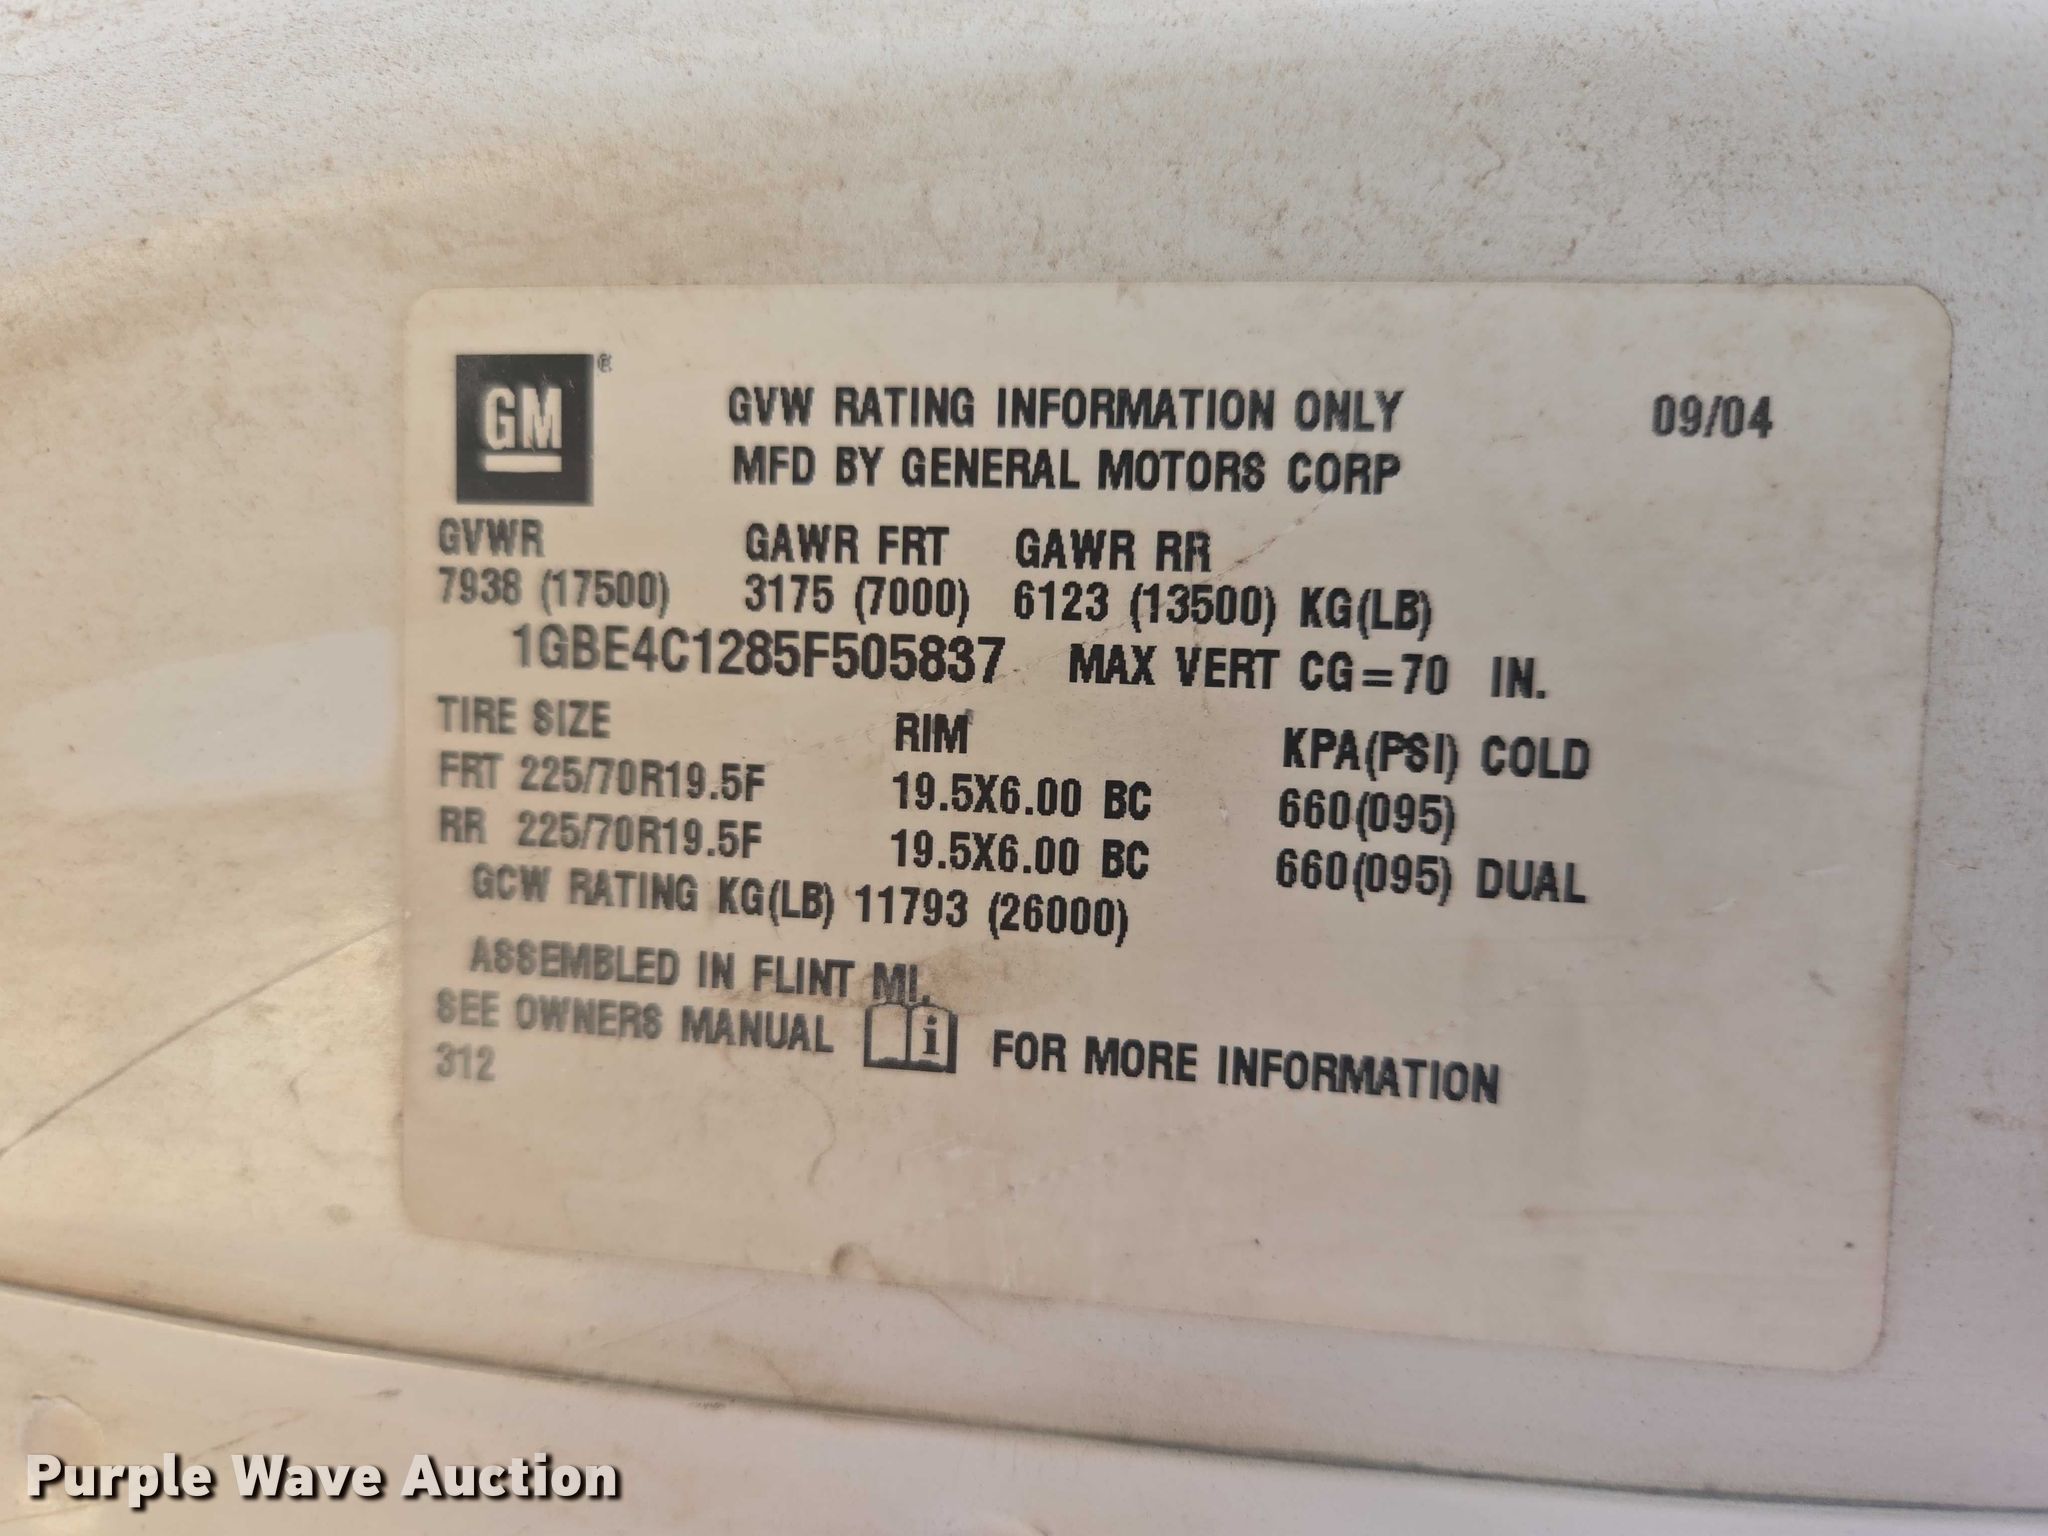 GM®
GVW RATING INFORMATION ONLY 09/04
MFD BY GENERAL MOTORS CORP
GVWR GAWR FRT GAWR RR
7938 (17500) 3175 (7000) 6123 (13500) KG(LB)
1GBE4C1285F505837 MAX VERT CG=70 IN.
TIRE SIZE RIM KPA(PSI) COLD
FRT 225/70R19.5F 19.5X6.00 BC 660(095)
RR 225/70R19.5F 19.5X6.00 BC 660(095) DUAL
GCW RATING KG(LB) 11793 (26000)
ASSEMBLED IN FLINT MI.
SEE OWNERS MANUAL i FOR MORE INFORMATION
312
Purple Wave Auction